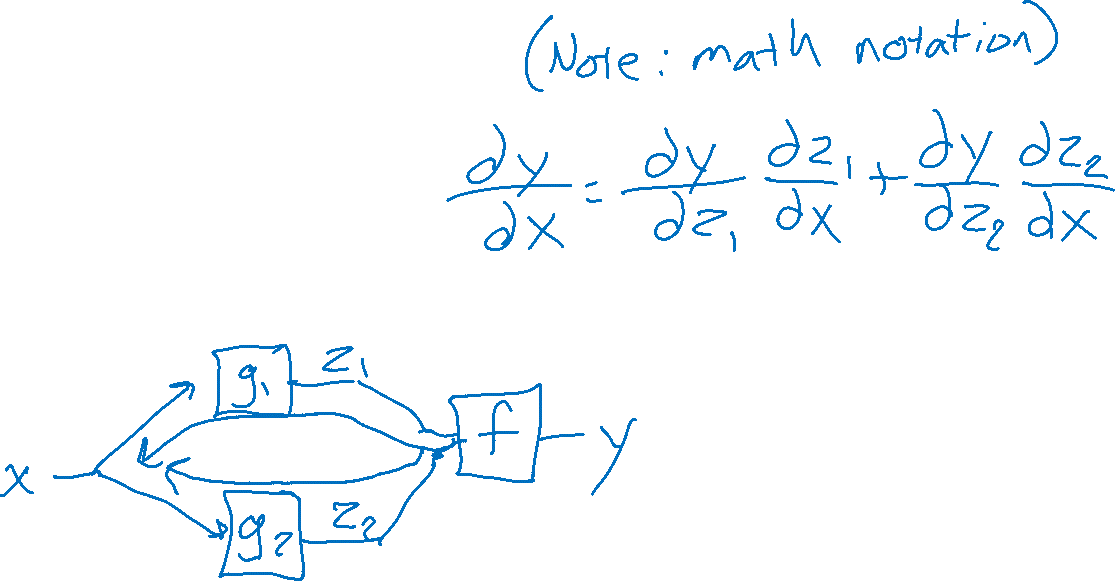 (Note: math notation)
∂y/∂x = ∂y/∂z₁ ∂z₁/∂x + ∂y/∂z₂ ∂z₂/∂x
g₁ z₁
f y
x
g₂ z₂